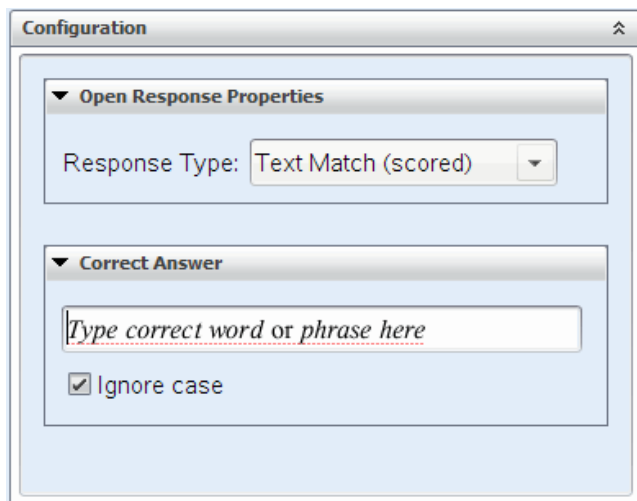 Configuration
Open Response Properties
Response Type: Text Match (scored)
Correct Answer
Type correct word or phrase here
Ignore case